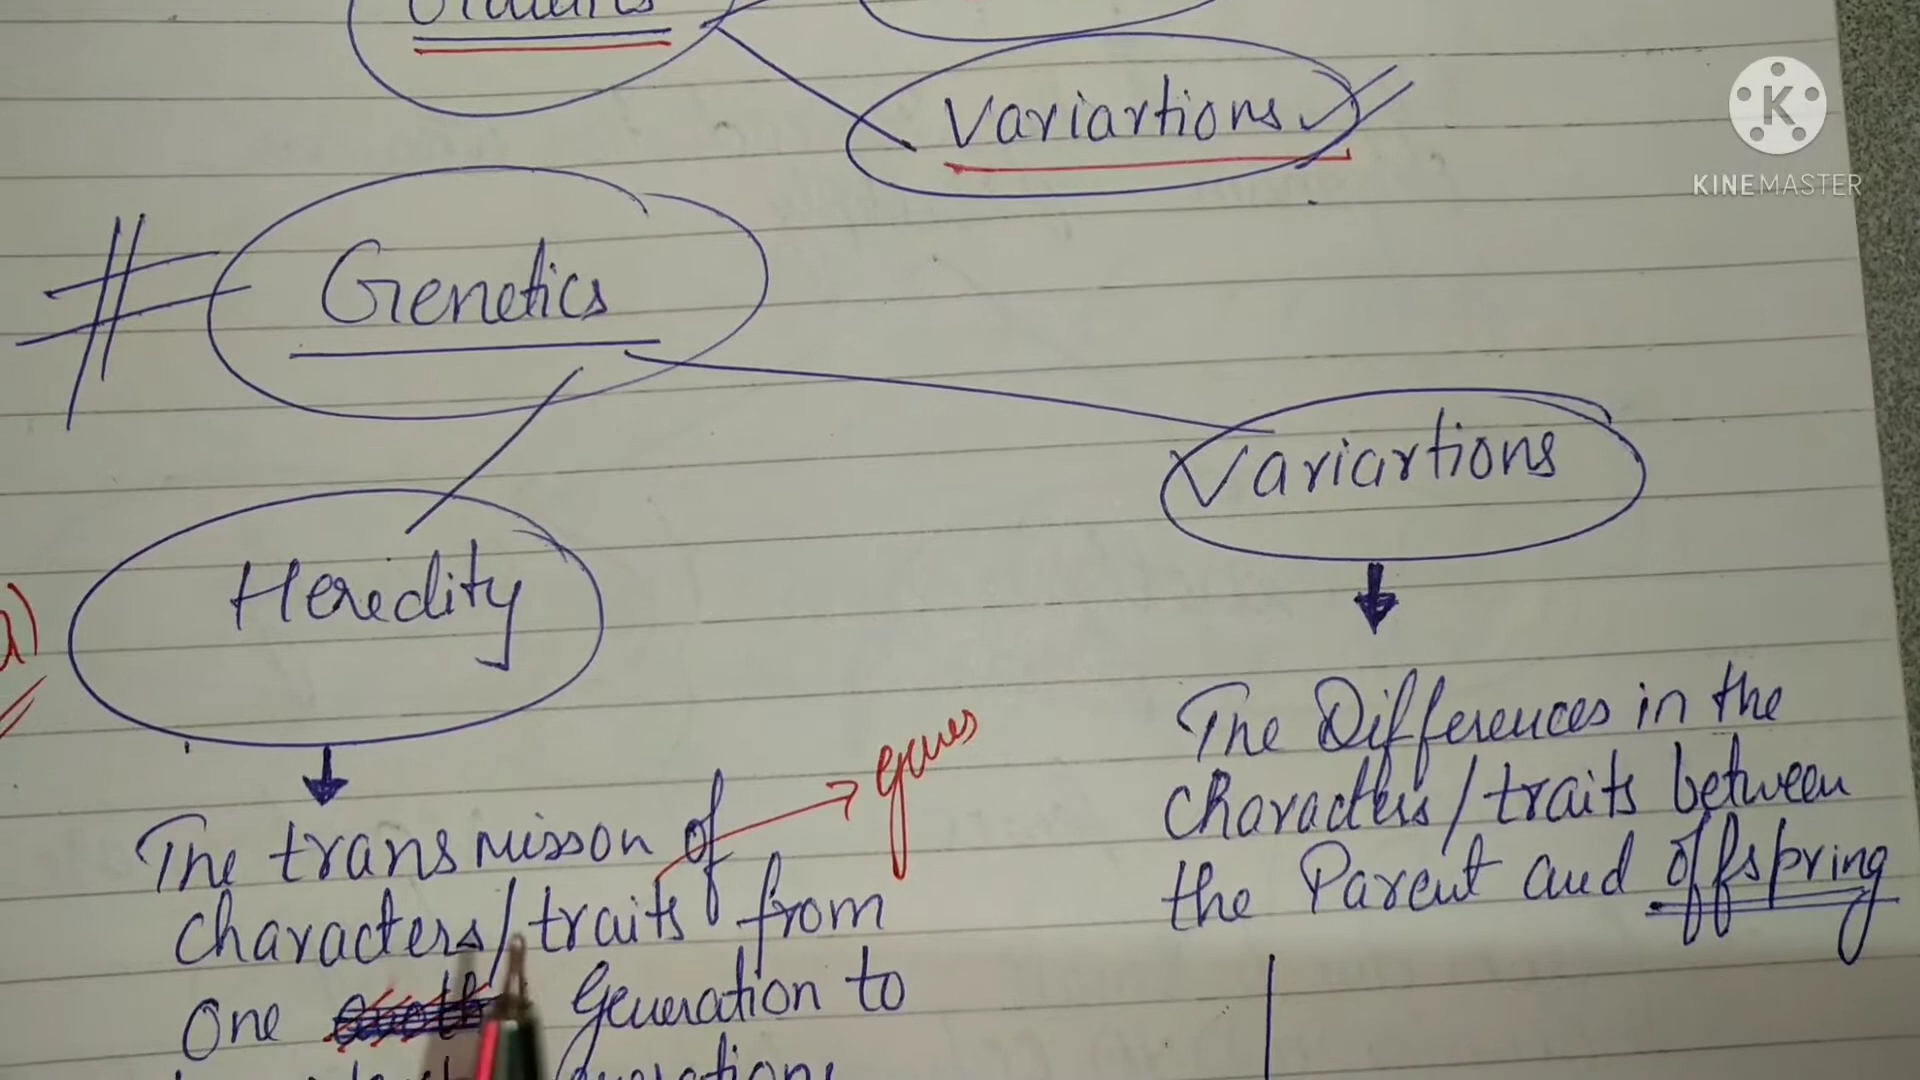 Variartions
KINEMASTER
# Genetics
Variartions
Heredity
genes
The transmisson of
characters/traits from
one Generation to
The Differences in the
characters/traits between
the Parent and offspring